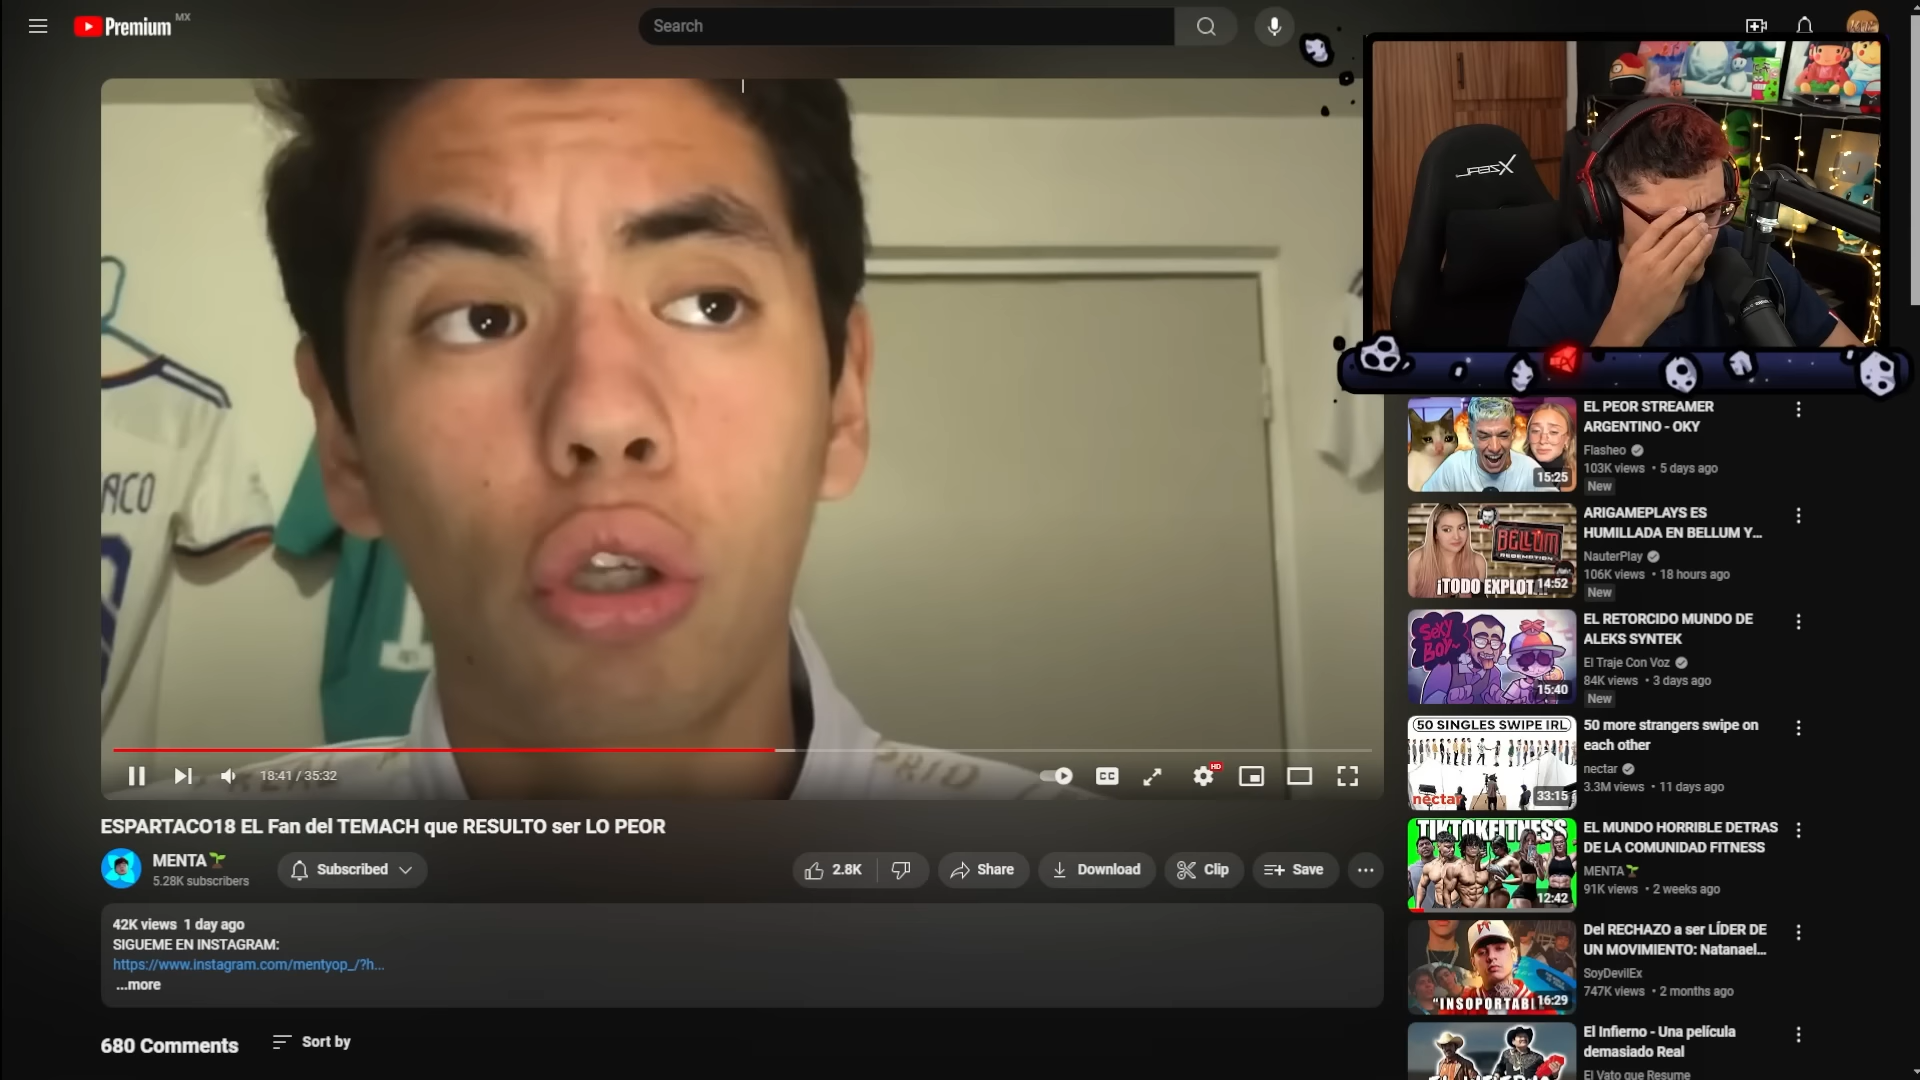 Premium MX
Search
ACO
18:41 / 35:32
CC
HD
ESPARTACO18 EL Fan del TEMACH que RESULTO ser LO PEOR
MENTA
5.28K subscribers
Subscribed
2.8K
Share
Download
Clip
Save
42K views 1 day ago
SIGUEME EN INSTAGRAM:
https://www.instagram.com/mentyop_/?h...
...more
680 Comments
Sort by
EL PEOR STREAMER
ARGENTINO - OKY
Flasheo
103K views • 5 days ago
New
15:25
ARIGAMEPLAYS ES
HUMILLADA EN BELLUM Y...
NauterPlay
106K views • 18 hours ago
New
BELLUM
REDEMPTION
¡TODO EXPLOT...
14:52
EL RETORCIDO MUNDO DE
ALEKS SYNTEK
El Traje Con Voz
84K views • 3 days ago
New
SEXY
BOY~
15:40
50 SINGLES SWIPE IRL
50 more strangers swipe on
each other
nectar
3.3M views • 11 days ago
nectar
33:15
TIKTOKFITNESS
EL MUNDO HORRIBLE DETRAS
DE LA COMUNIDAD FITNESS
MENTA
91K views • 2 weeks ago
12:42
Del RECHAZO a ser LÍDER DE
UN MOVIMIENTO: Natanael...
SoyDevilEx
747K views • 2 months ago
"INSOPORTABL
16:29
El Infierno - Una película
demasiado Real
El Vato que Resume